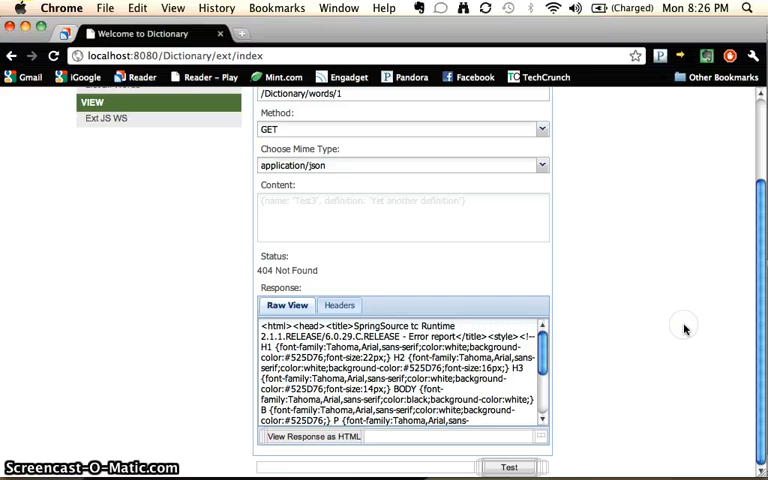 Chrome File Edit View History Bookmarks Window Help (Charged) Mon 8:26 PM
Welcome to Dictionary
localhost:8080/Dictionary/ext/index
Gmail iGoogle Reader Reader - Play Mint.com Engadget Pandora Facebook TechCrunch Other Bookmarks
VIEW
Ext JS WS
/Dictionary/words/1
Method:
GET
Choose Mime Type:
application/json
Content:
{name: 'Test3', definition: 'Yet another definition'}
Status:
404 Not Found
Response:
Raw View Headers
<html><head><title>SpringSource tc Runtime
2.1.1.RELEASE/6.0.29.C.RELEASE - Error report</title><style><!--
H1 {font-family:Tahoma,Arial,sans-serif;color:white;background-
color:#525D76;font-size:22px;} H2 {font-family:Tahoma,Arial,sans-
serif;color:white;background-color:#525D76;font-size:16px;} H3
{font-family:Tahoma,Arial,sans-serif;color:white;background-
color:#525D76;font-size:14px;} BODY {font-
family:Tahoma,Arial,sans-serif;color:black;background-color:white;}
B {font-family:Tahoma,Arial,sans-serif;color:white;background-
color:#525D76;} P {font-family:Tahoma,Arial,sans-
View Response as HTML
Test
Screencast-O-Matic.com